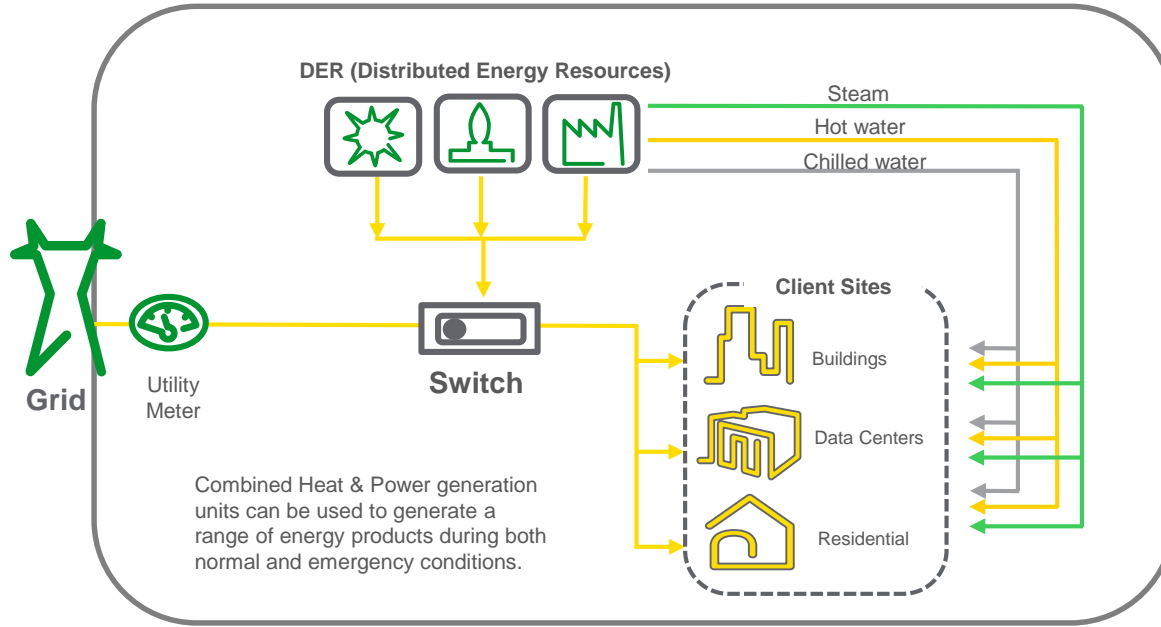 DER (Distributed Energy Resources)
Steam
Hot water
Chilled water
Grid
Utility
Meter
Switch
Client Sites
Buildings
Data Centers
Residential
Combined Heat & Power generation
units can be used to generate a
range of energy products during both
normal and emergency conditions.